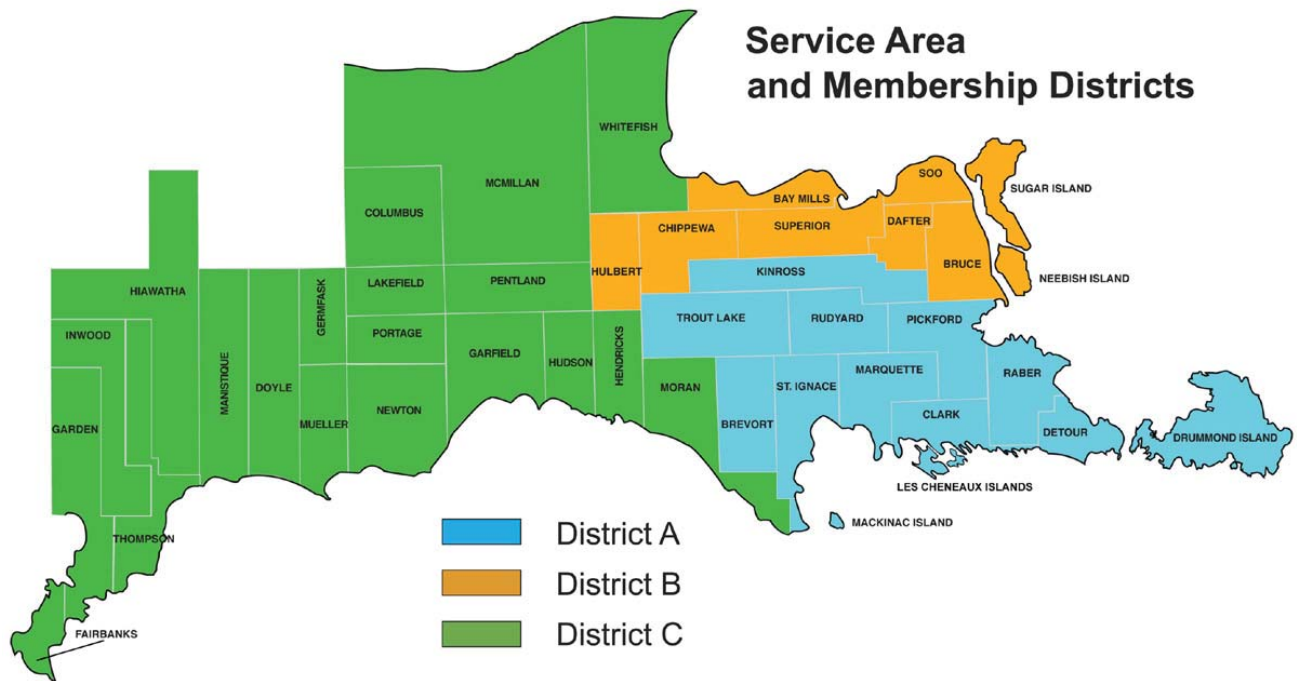 Service Area
and Membership Districts
WHITEFISH
MCMILLAN
COLUMBUS
SOO
SUGAR ISLAND
BAY MILLS
CHIPPEWA
SUPERIOR
DAFTER
HULBERT
BRUCE
KINROSS
NEEBISH ISLAND
LAKEFIELD
PENTLAND
HIAWATHA
GERMFASK
TROUT LAKE
RUDYARD
PICKFORD
INWOOD
PORTAGE
GARFIELD
HUDSON
HENDRICKS
MANISTIQUE
DOYLE
MORAN
ST. IGNACE
MARQUETTE
RABER
NEWTON
MUELLER
BREVORT
CLARK
GARDEN
DETOUR
DRUMMOND ISLAND
LES CHENEAUX ISLANDS
MACKINAC ISLAND
THOMPSON
FAIRBANKS
District A
District B
District C